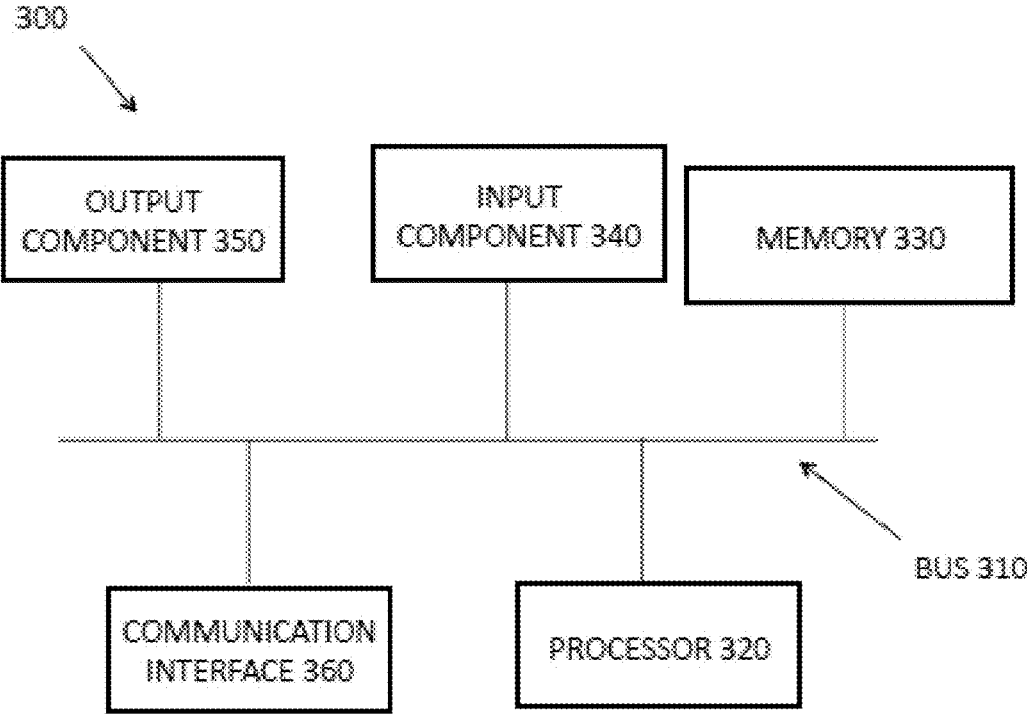 300
OUTPUT
COMPONENT 350
INPUT
COMPONENT 340
MEMORY 330
BUS 310
COMMUNICATION
INTERFACE 360
PROCESSOR 320